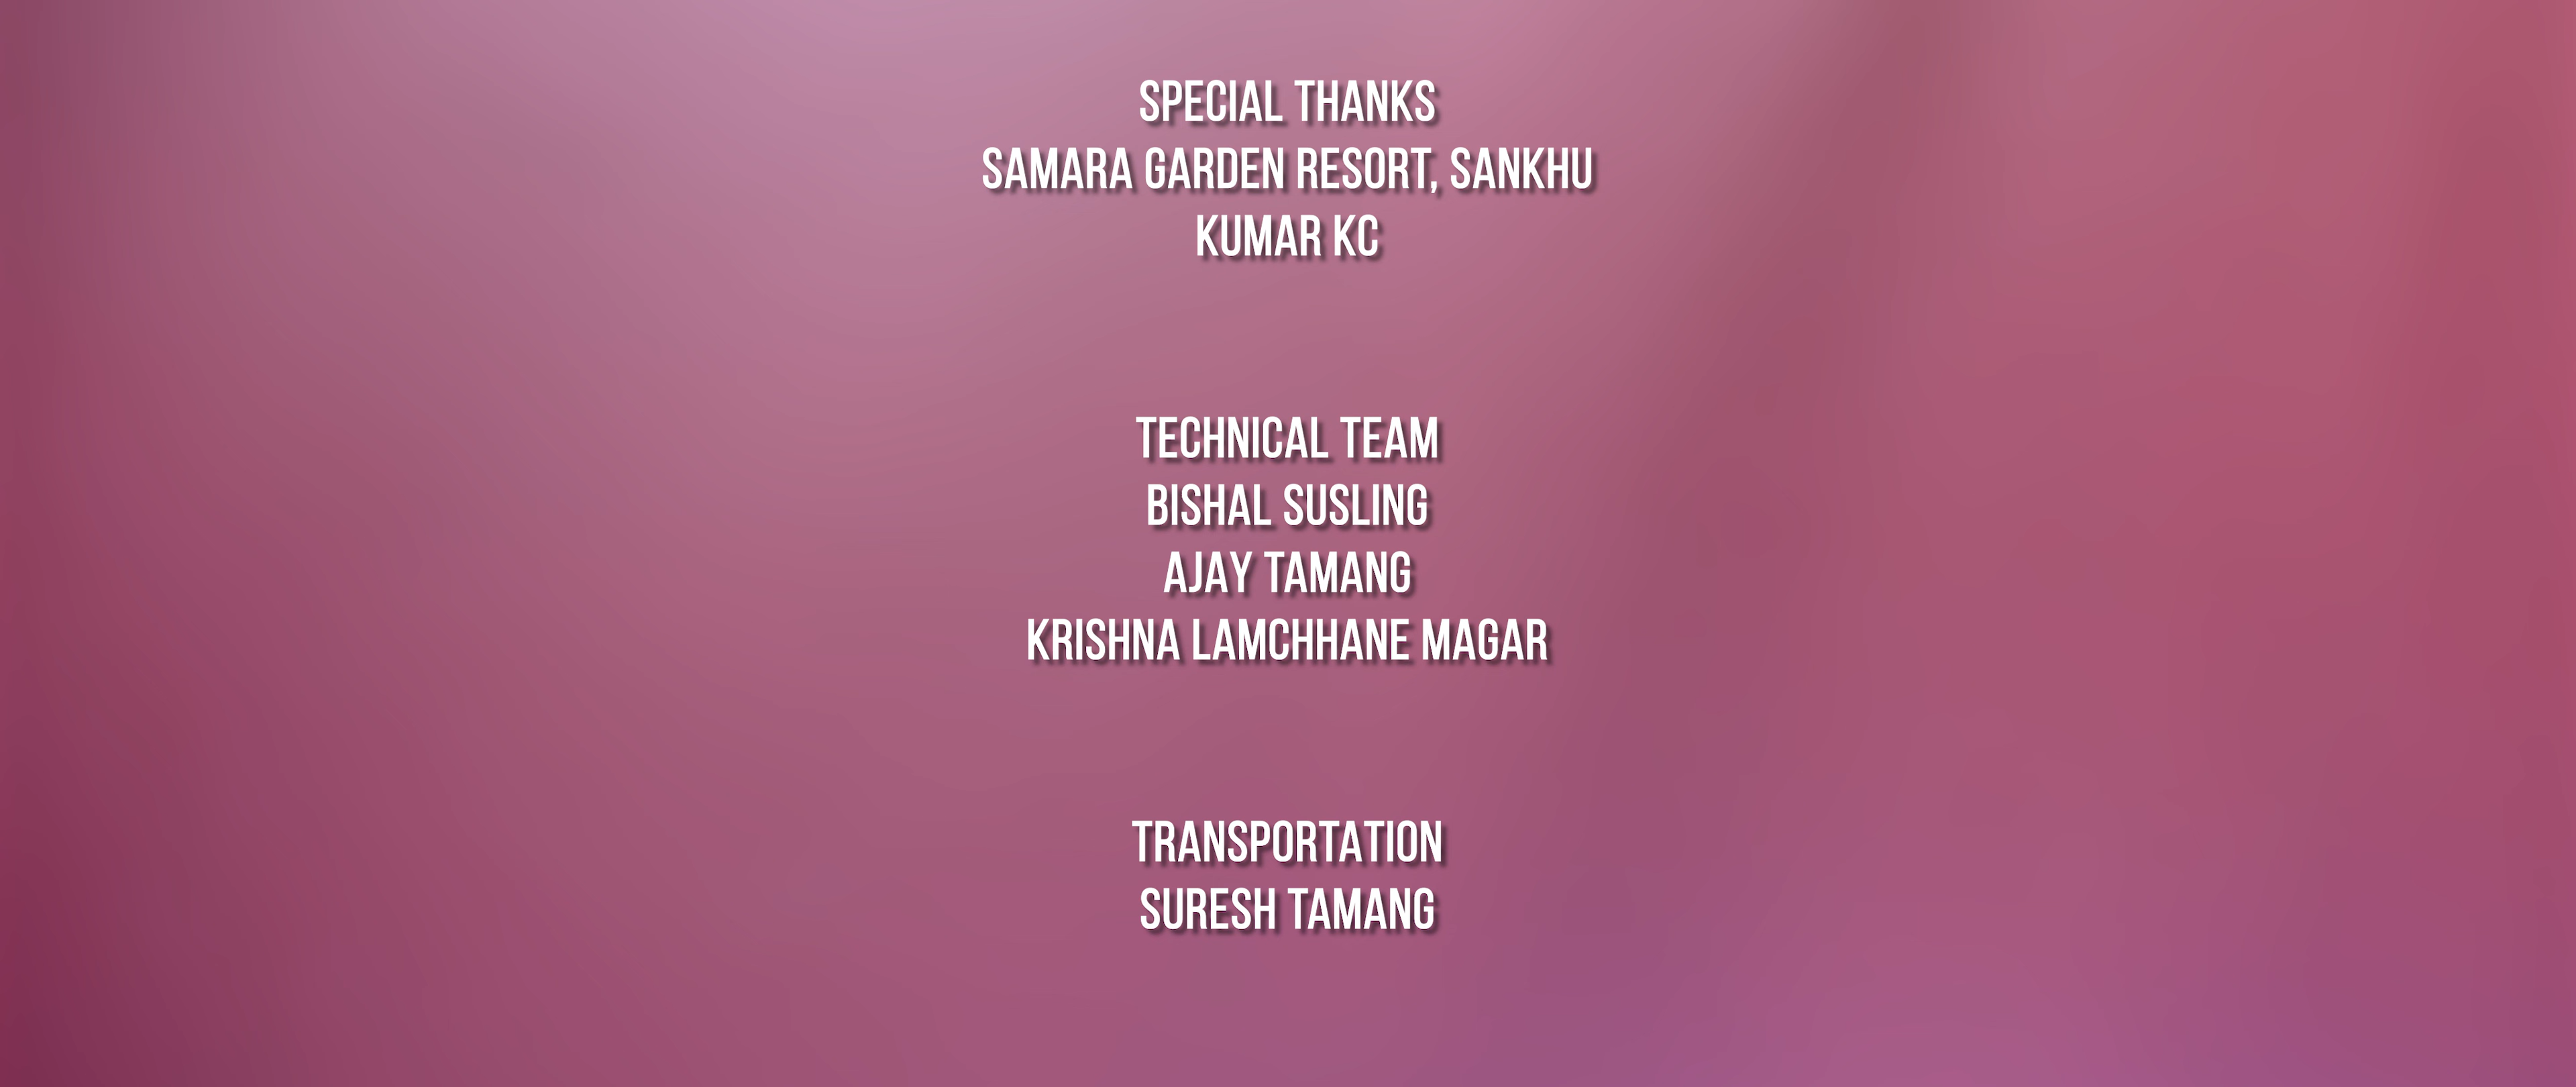 SPECIAL THANKS
SAMARA GARDEN RESORT, SANKHU
KUMAR KC
TECHNICAL TEAM
BISHAL SUSLING
AJAY TAMANG
KRISHNA LAMCHHANE MAGAR
TRANSPORTATION
SURESH TAMANG